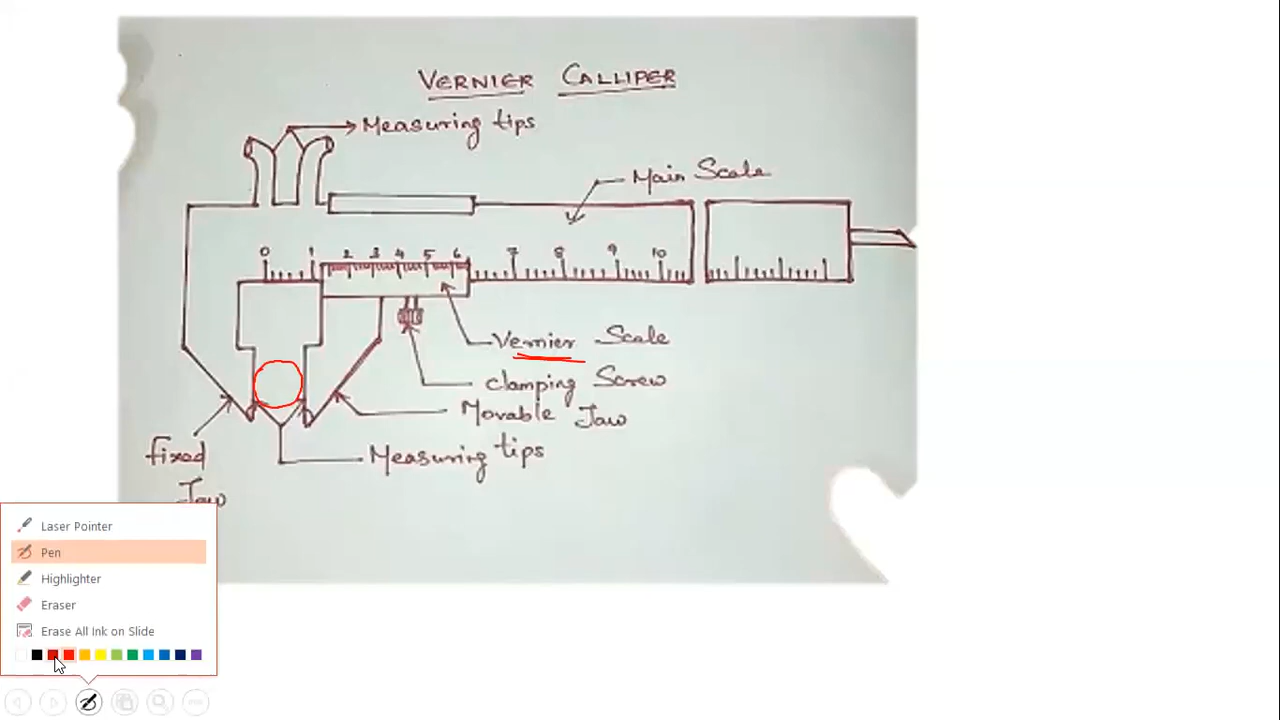 VERNIER CALLIPER
Measuring tips
Main Scale
0 1 2 3 4 5 6 7 8 9 10
Vernier Scale
Clamping Screw
Movable Jaw
Measuring tips
fixed
Jaw
Laser Pointer
Pen
Highlighter
Eraser
Erase All Ink on Slide